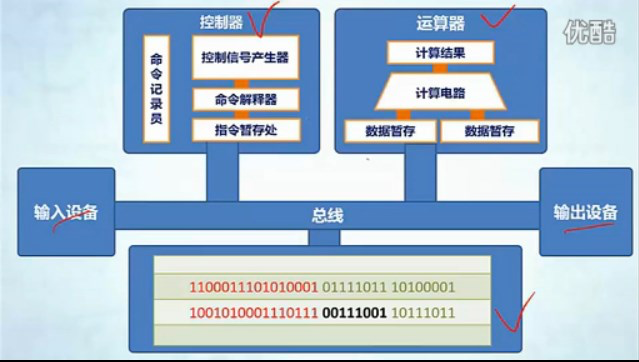 控制器
运算器
优酷
命令记录员
控制信号产生器
命令解释器
指令暂存处
计算结果
计算电路
数据暂存
数据暂存
输入设备
总线
输出设备
1100011101010001 01111011 10100001
1001010001110111 00111001 10111011